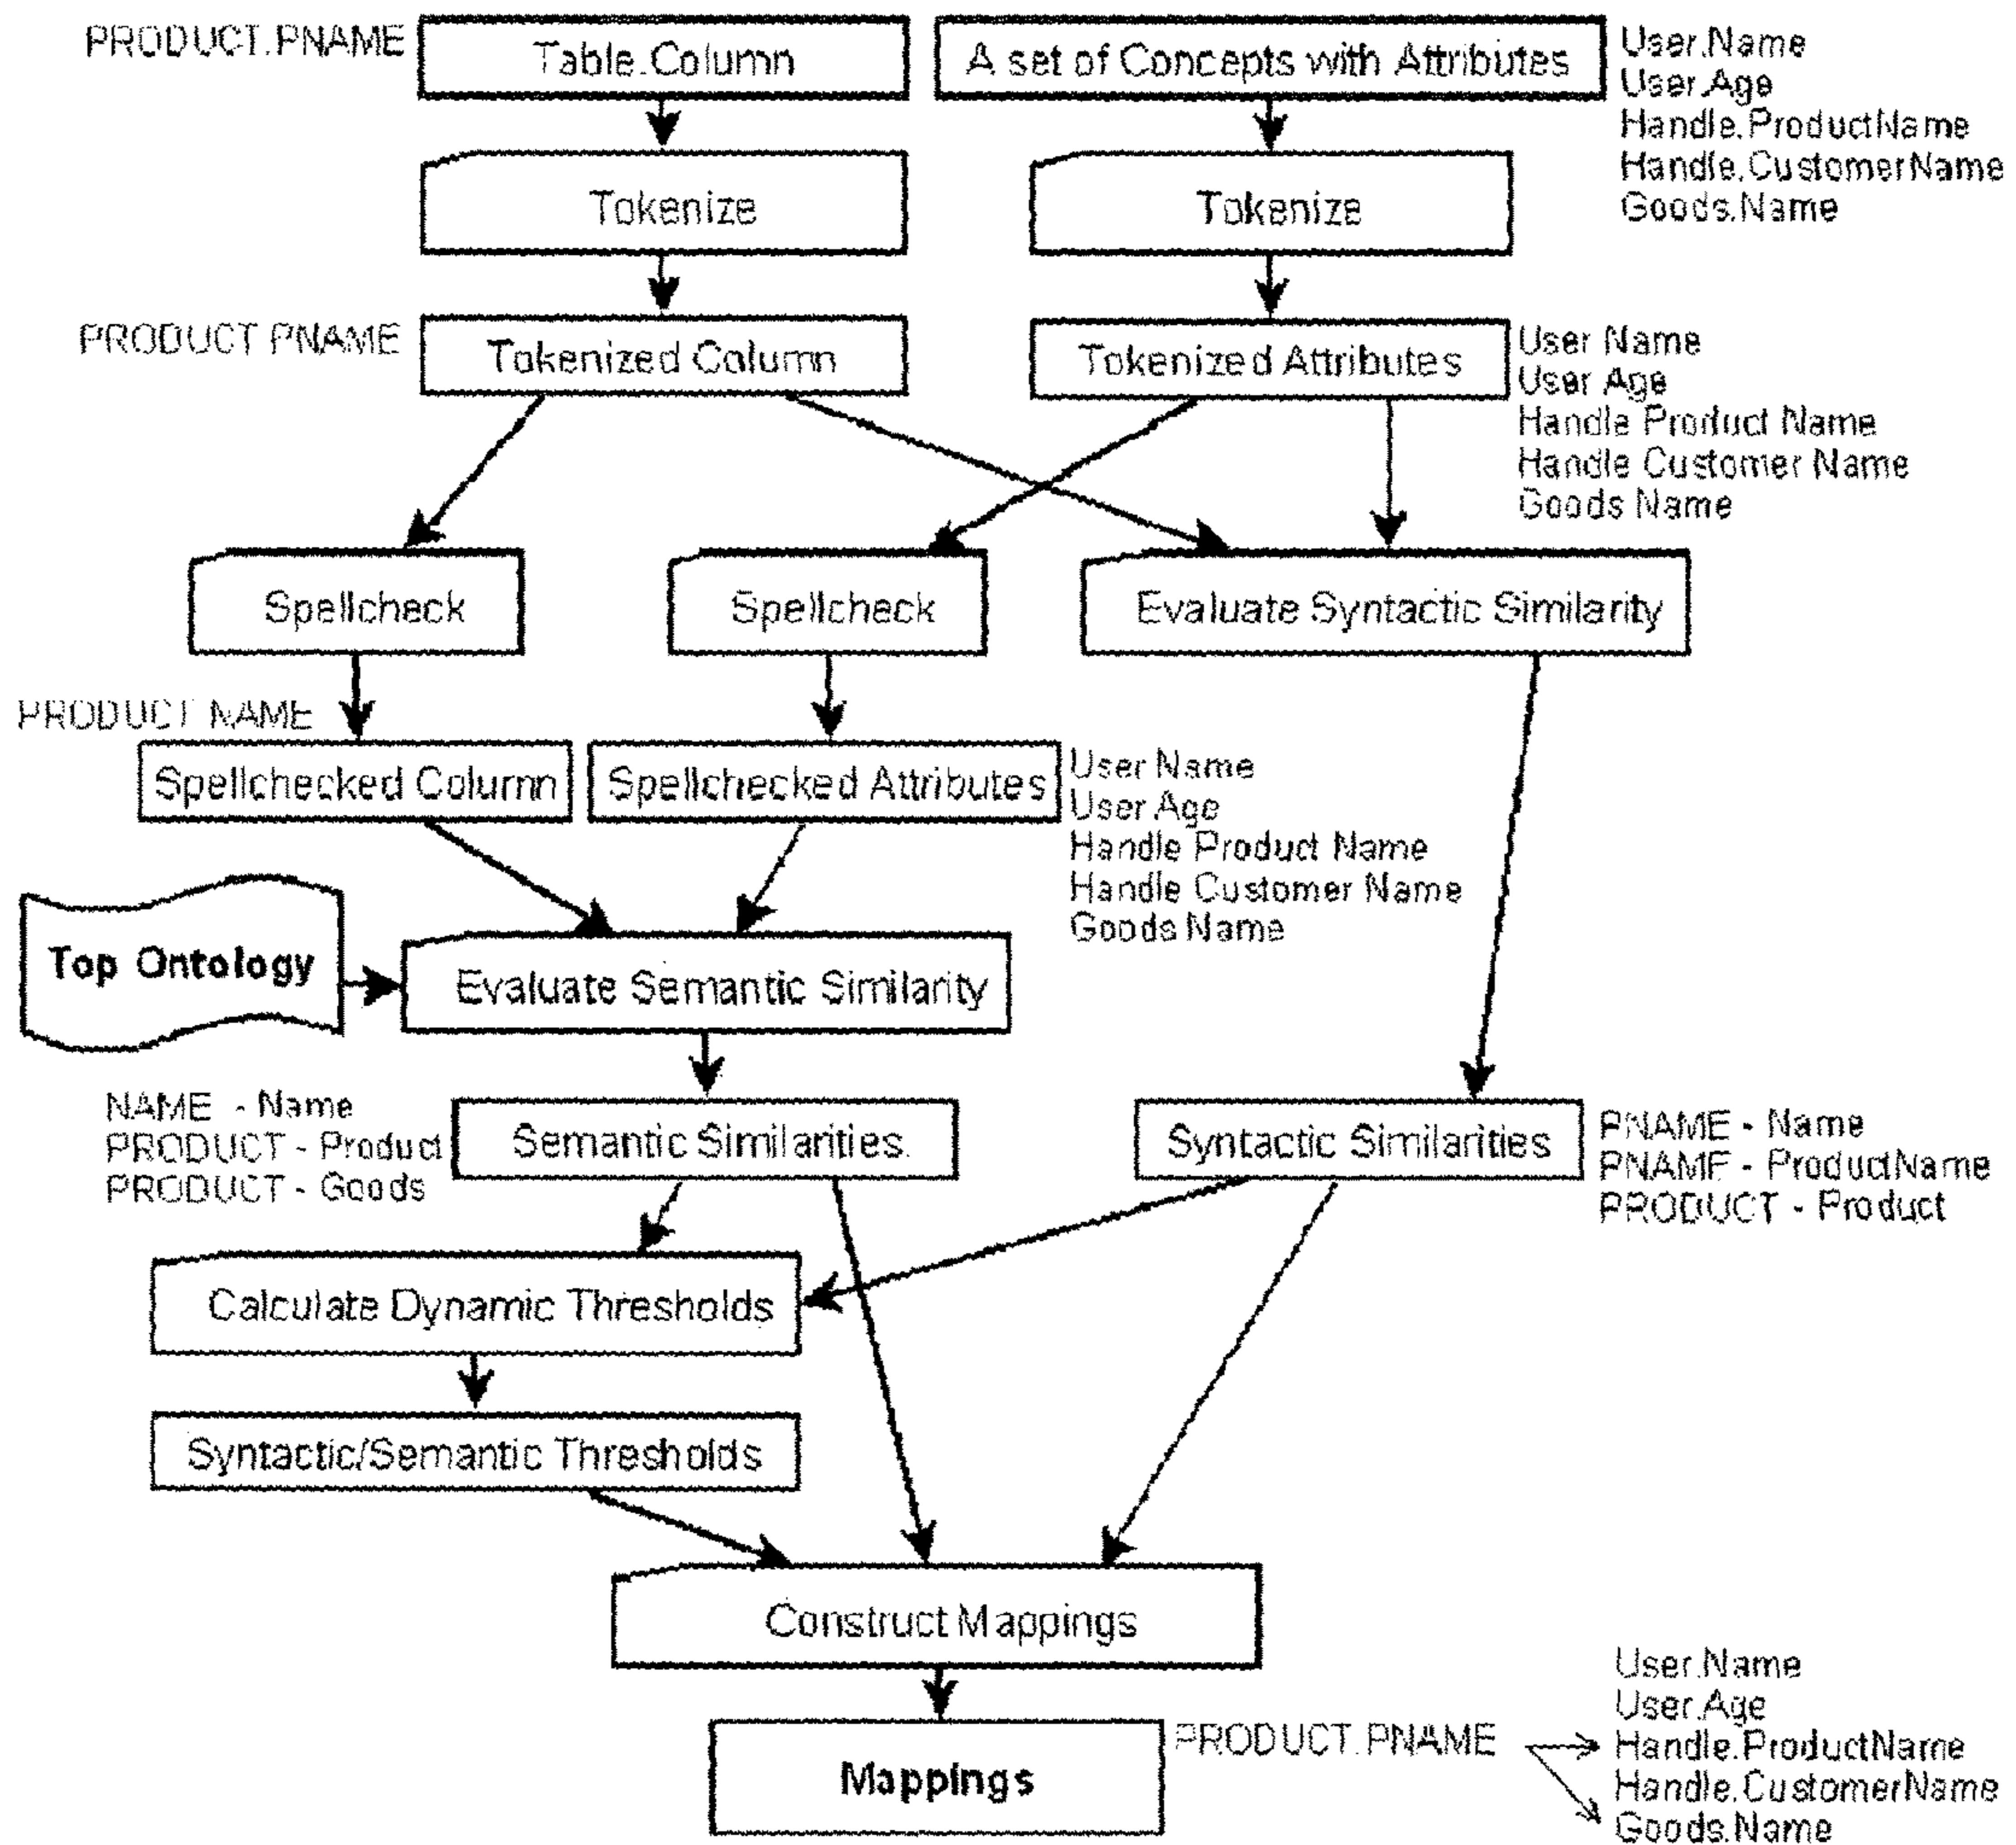 PRODUCT.PNAME
Table.Column
A set of Concepts with Attributes
User.Name
User.Age
Handle.ProductName
Handle.CustomerName
Goods.Name
Tokenize
Tokenize
PRODUCT PNAME
Tokenized Column
Tokenized Attributes
User Name
User Age
Handle Product Name
Handle Customer Name
Goods Name
Spellcheck
Spellcheck
Evaluate Syntactic Similarity
PRODUCT NAME
Spellchecked Column
Spellchecked Attributes
User Name
User Age
Handle Product Name
Handle Customer Name
Goods Name
Top Ontology
Evaluate Semantic Similarity
NAME - Name
PRODUCT - Product
PRODUCT - Goods
Semantic Similarities.
Syntactic Similarities
PNAME - Name
PNAME - ProductName
PRODUCT - Product
Calculate Dynamic Thresholds
Syntactic/Semantic Thresholds
Construct Mappings
Mappings
PRODUCT.PNAME
User.Name
User.Age
Handle.ProductName
Handle.CustomerName
Goods.Name